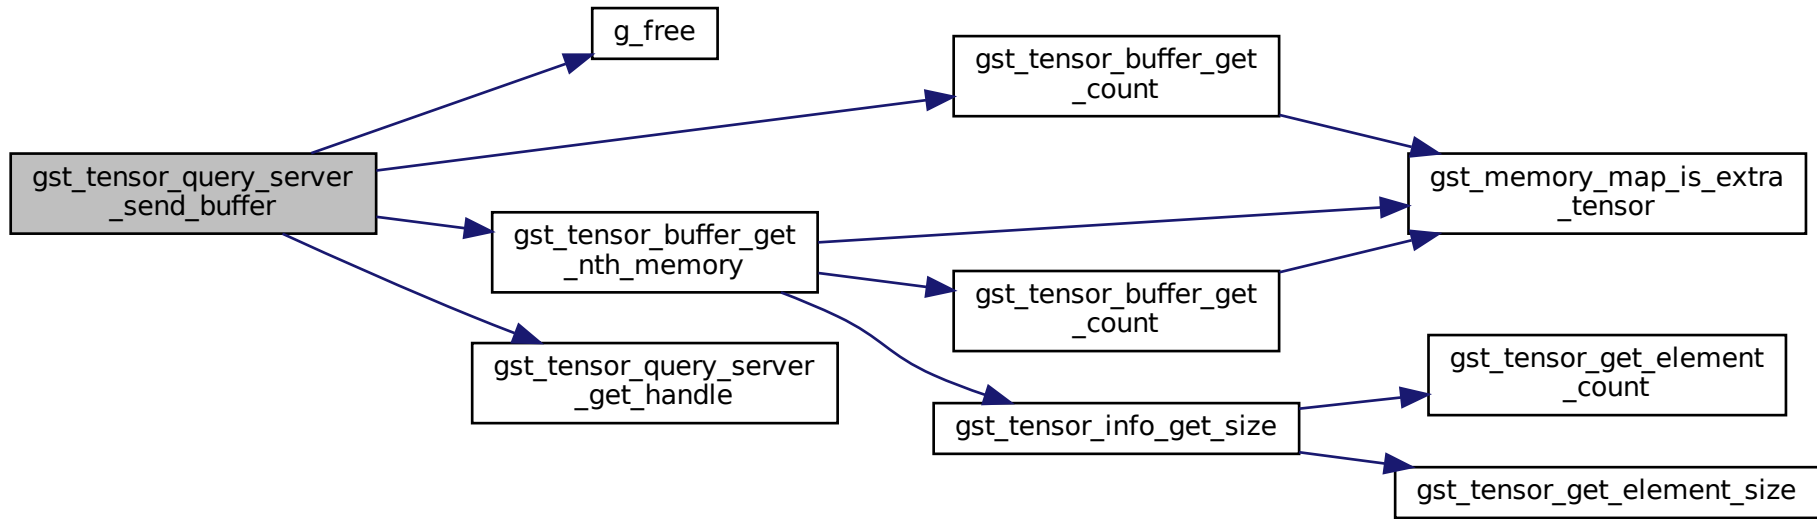 g_free
gst_tensor_buffer_get
_count
gst_tensor_query_server
_send_buffer
gst_memory_map_is_extra
_tensor
gst_tensor_buffer_get
_nth_memory
gst_tensor_buffer_get
_count
gst_tensor_query_server
_get_handle
gst_tensor_get_element
_count
gst_tensor_info_get_size
gst_tensor_get_element_size